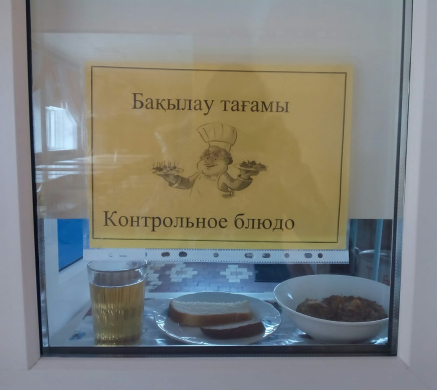 Бақылау тағамы
Контрольное блюдо